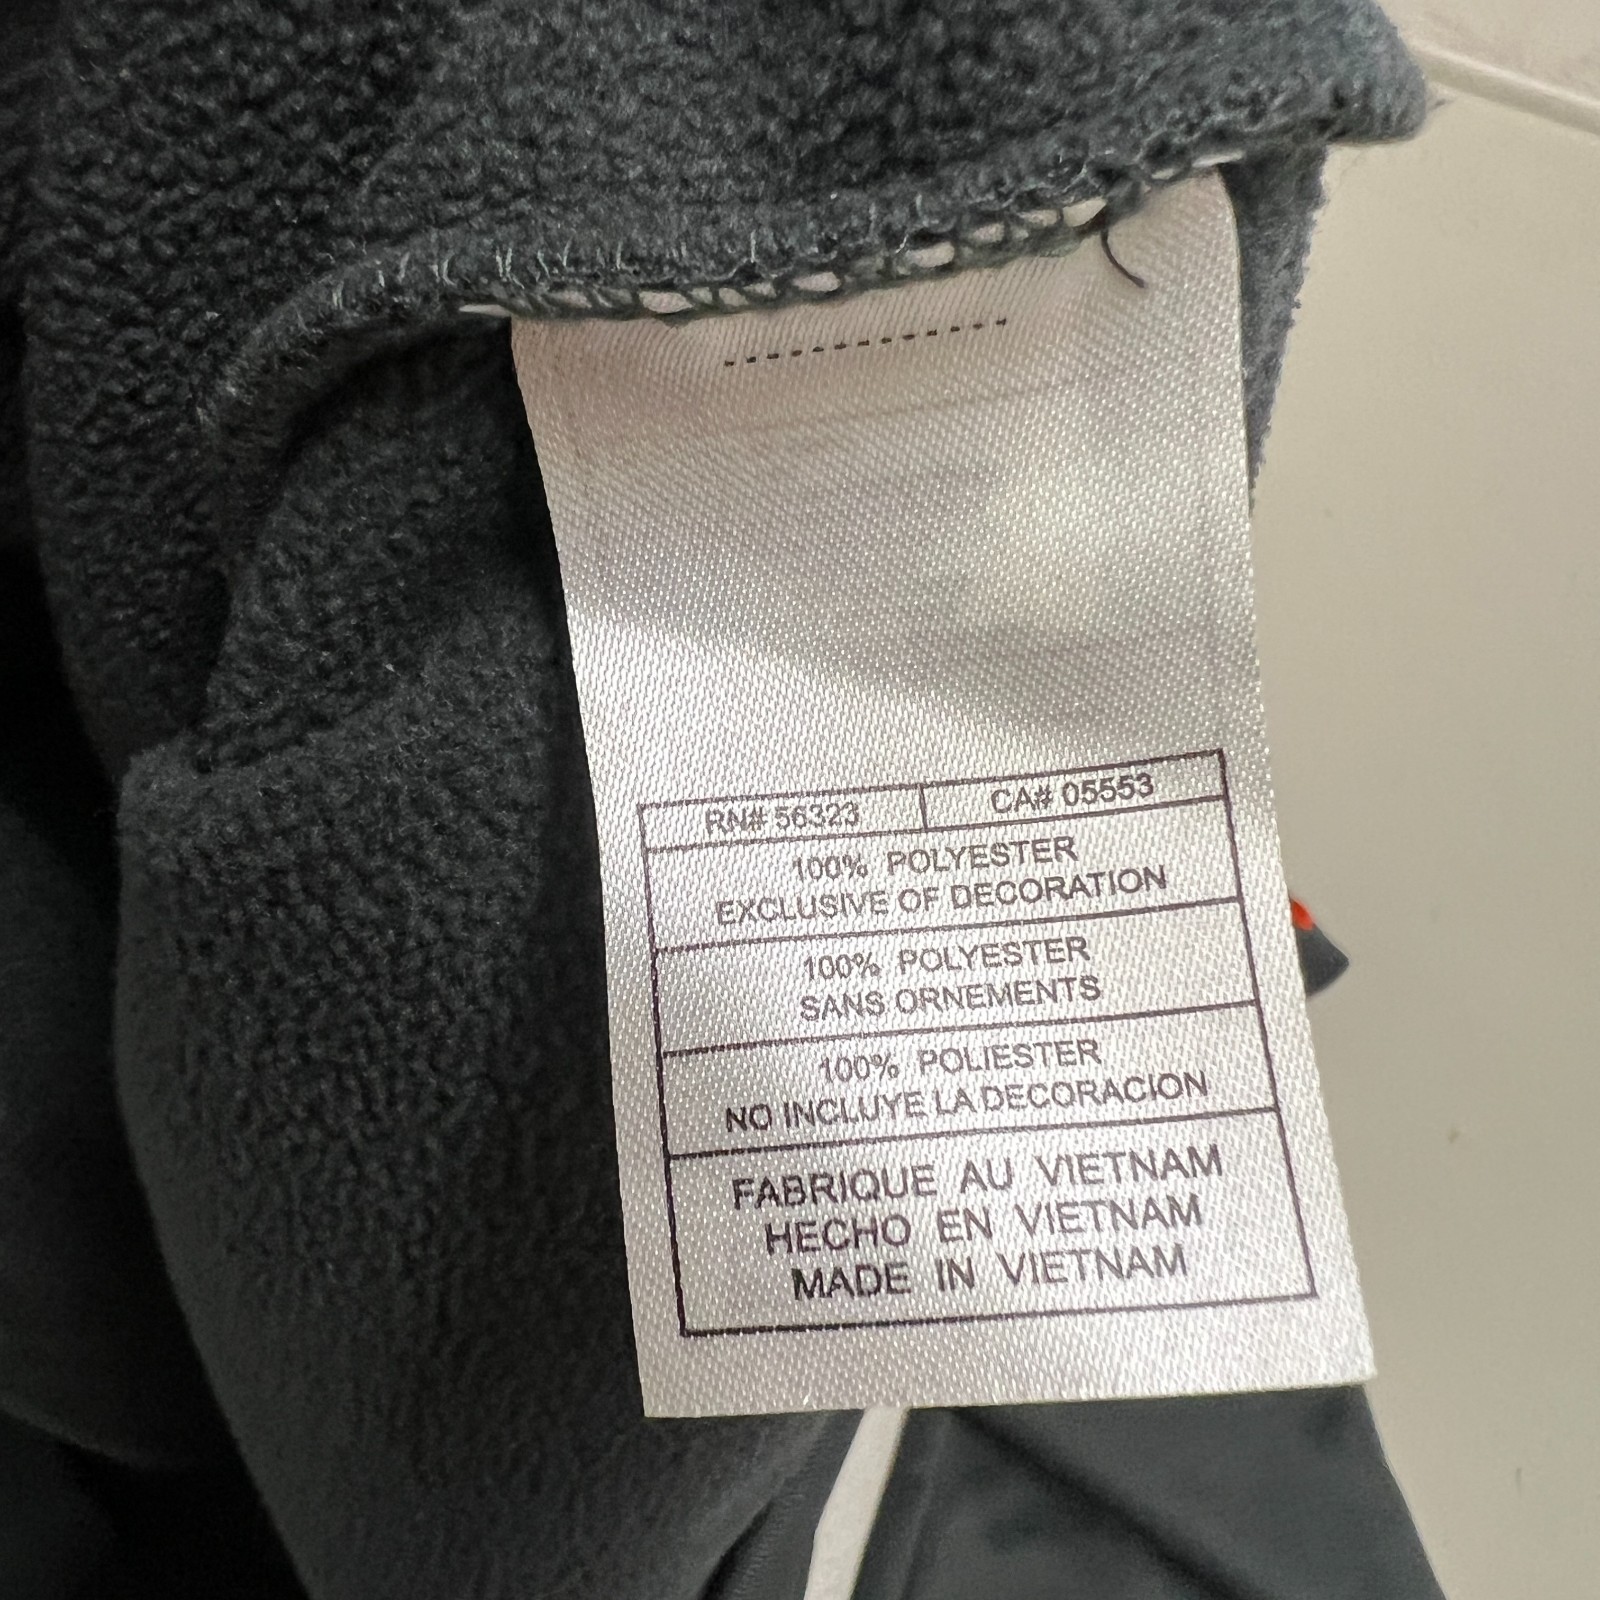 RN# 56323 CA# 05553
100% POLYESTER
EXCLUSIVE OF DECORATION
100% POLYESTER
SANS ORNEMENTS
100% POLIESTER
NO INCLUYE LA DECORACION
FABRIQUE AU VIETNAM
HECHO EN VIETNAM
MADE IN VIETNAM